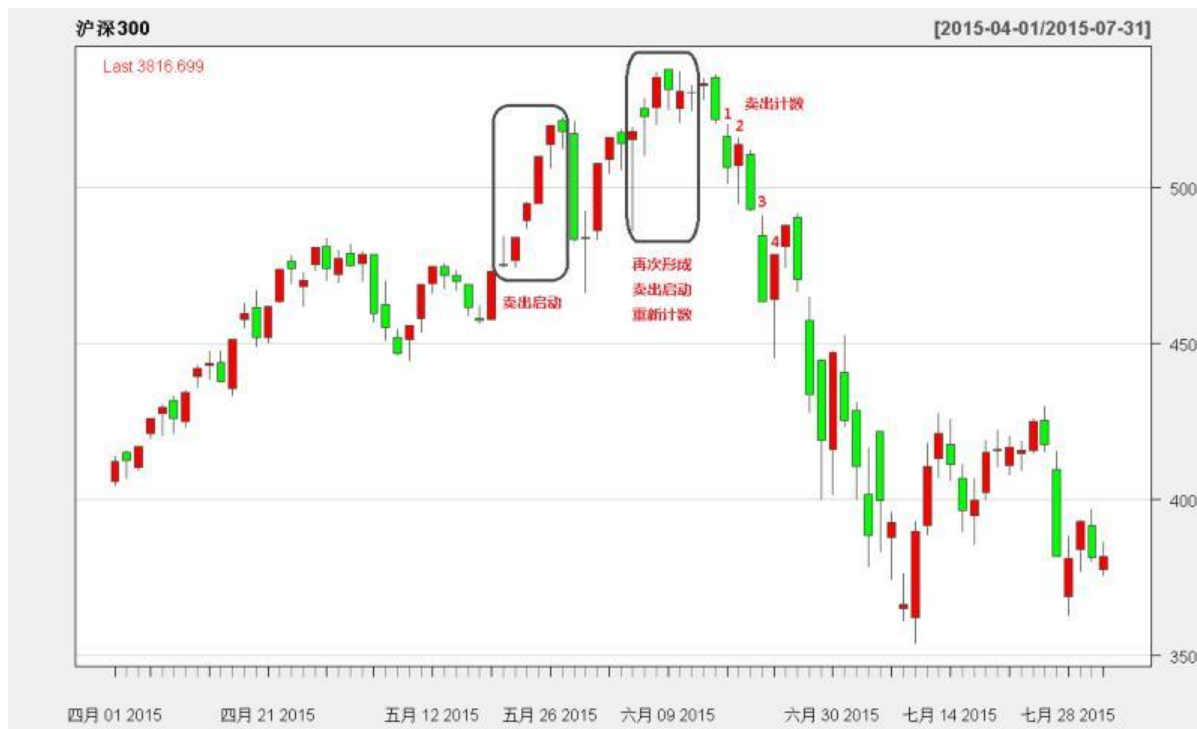 沪深300
[2015-04-01/2015-07-31]
Last 3816.699
卖出计数
1
2
3
4
卖出启动
再次形成
卖出启动
重新计数
500
450
400
350
四月 01 2015
四月 21 2015
五月 12 2015
五月 26 2015
六月 09 2015
六月 30 2015
七月 14 2015
七月 28 2015